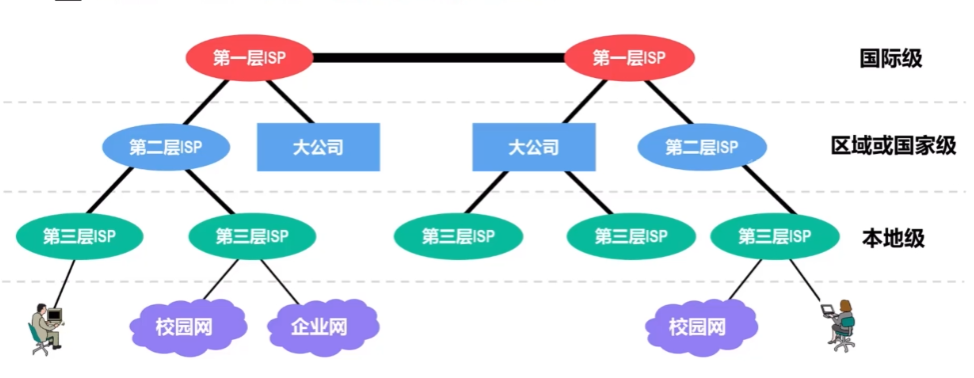 第一层ISP
第一层ISP
国际级
第二层ISP
大公司
大公司
第二层ISP
区域或国家级
第三层ISP
第三层ISP
第三层ISP
第三层ISP
第三层ISP
本地级
校园网
企业网
校园网